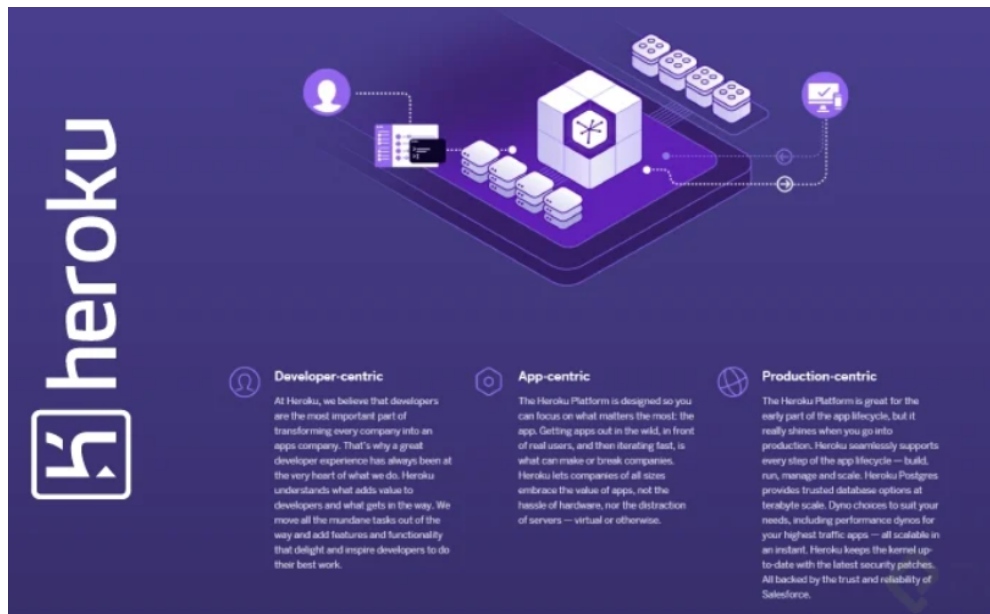 heroku
Developer-centric
At Heroku, we believe that developers
are the most important part of
transforming every company into an
apps company. That's why a great
developer experience has always been at
the very heart of what we do. Heroku
understands what adds value to
developers and what gets in the way. We
move all the mundane tasks out of the
way and add features and functionality
that delight and inspire developers to do
their best work.
App-centric
The Heroku Platform is designed so you
can focus on what matters the most: the
app. Getting apps out in the wild, in front
of real users, and then iterating fast, is
what can make or break companies.
Heroku lets companies of all sizes
embrace the value of apps, not the
hassle of hardware, nor the distraction
of servers — virtual or otherwise.
Production-centric
The Heroku Platform is great for the
early part of the app lifecycle, but it
really shines when you go into
production. Heroku seamlessly supports
every step of the app lifecycle — build,
run, manage and scale. Heroku Postgres
provides trusted database options at
terabyte scale. Dyno choices to suit your
needs, including performance dynos for
your highest traffic apps — all scalable in
an instant. Heroku keeps the kernel up-
to-date with the latest security patches.
All backed by the trust and reliability of
Salesforce.